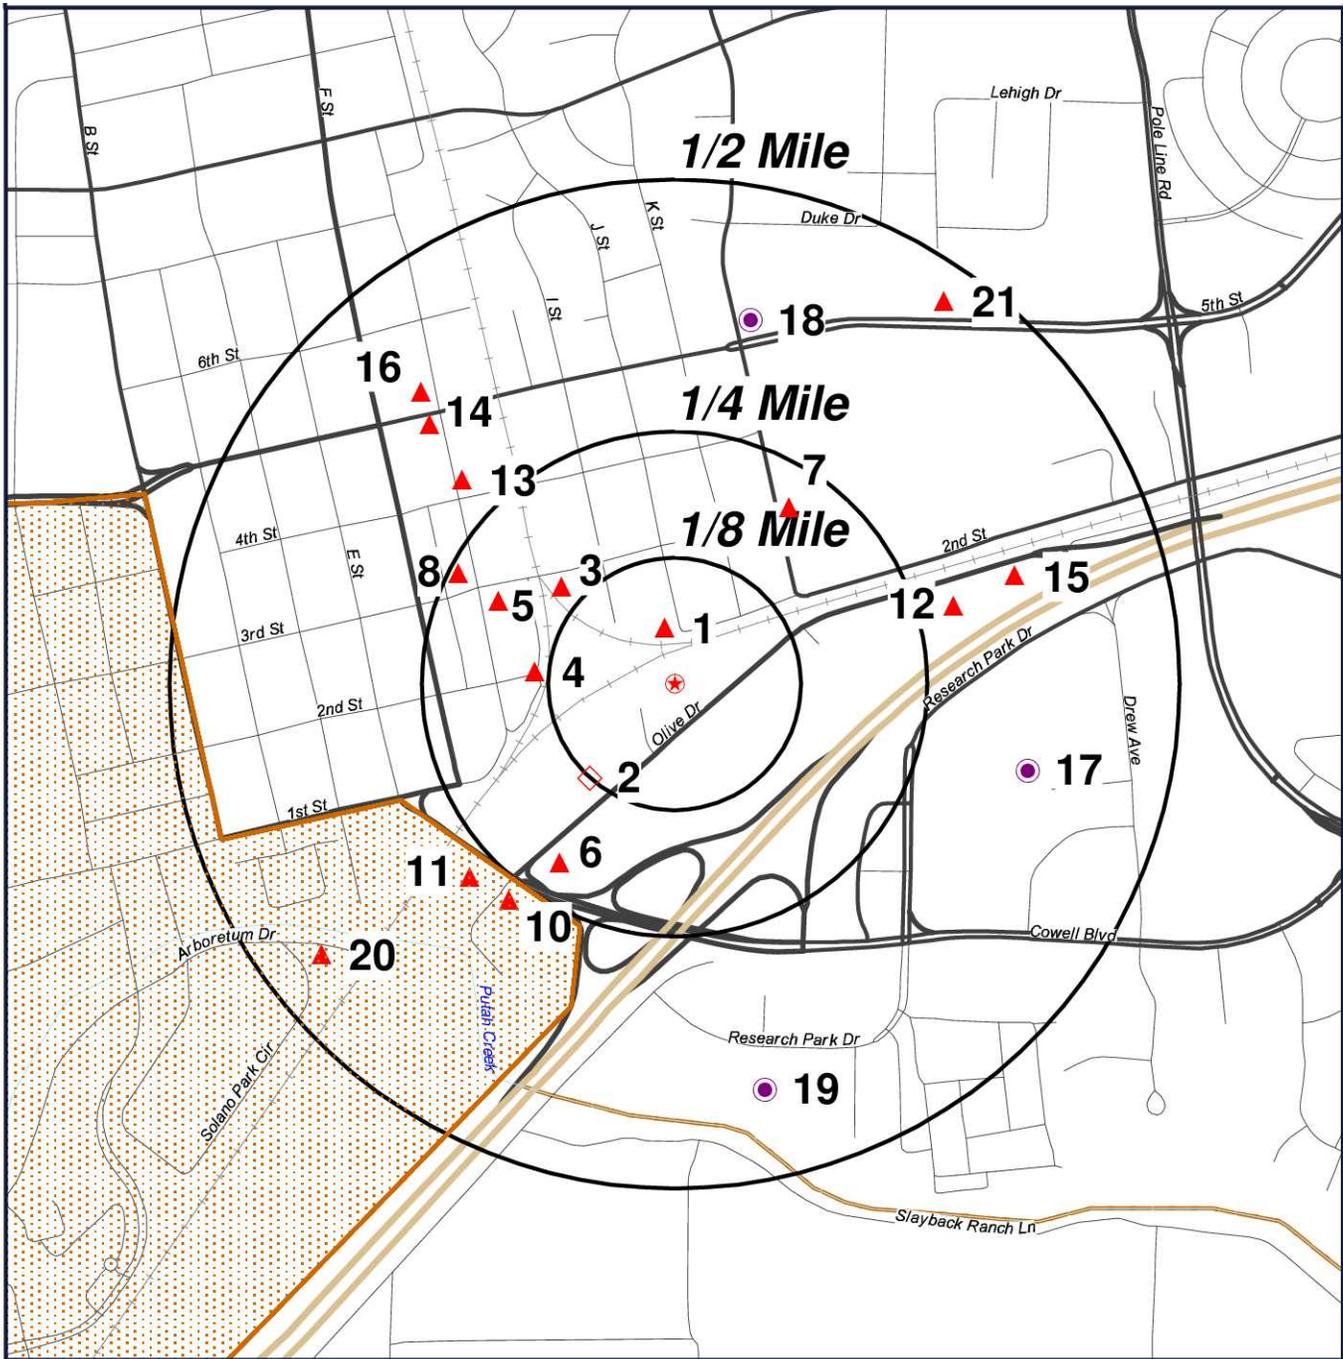 Lehigh Dr
F St
B St
Pole Line Rd
1/2 Mile
K St
Duke Dr
J St
I St
21
5th St
18
6th St
16
14
1/4 Mile
7
13
1/8 Mile
4th St
E St
2nd St
8
3
15
5
12
3rd St
1
Research Park Dr
4
2nd St
Olive Dr
Drew Ave
2
17
1st St
6
11
10
Arboretum Dr
Cowell Blvd
20
Putah Creek
Research Park Dr
Solano Park Cir
19
Slayback Ranch Ln